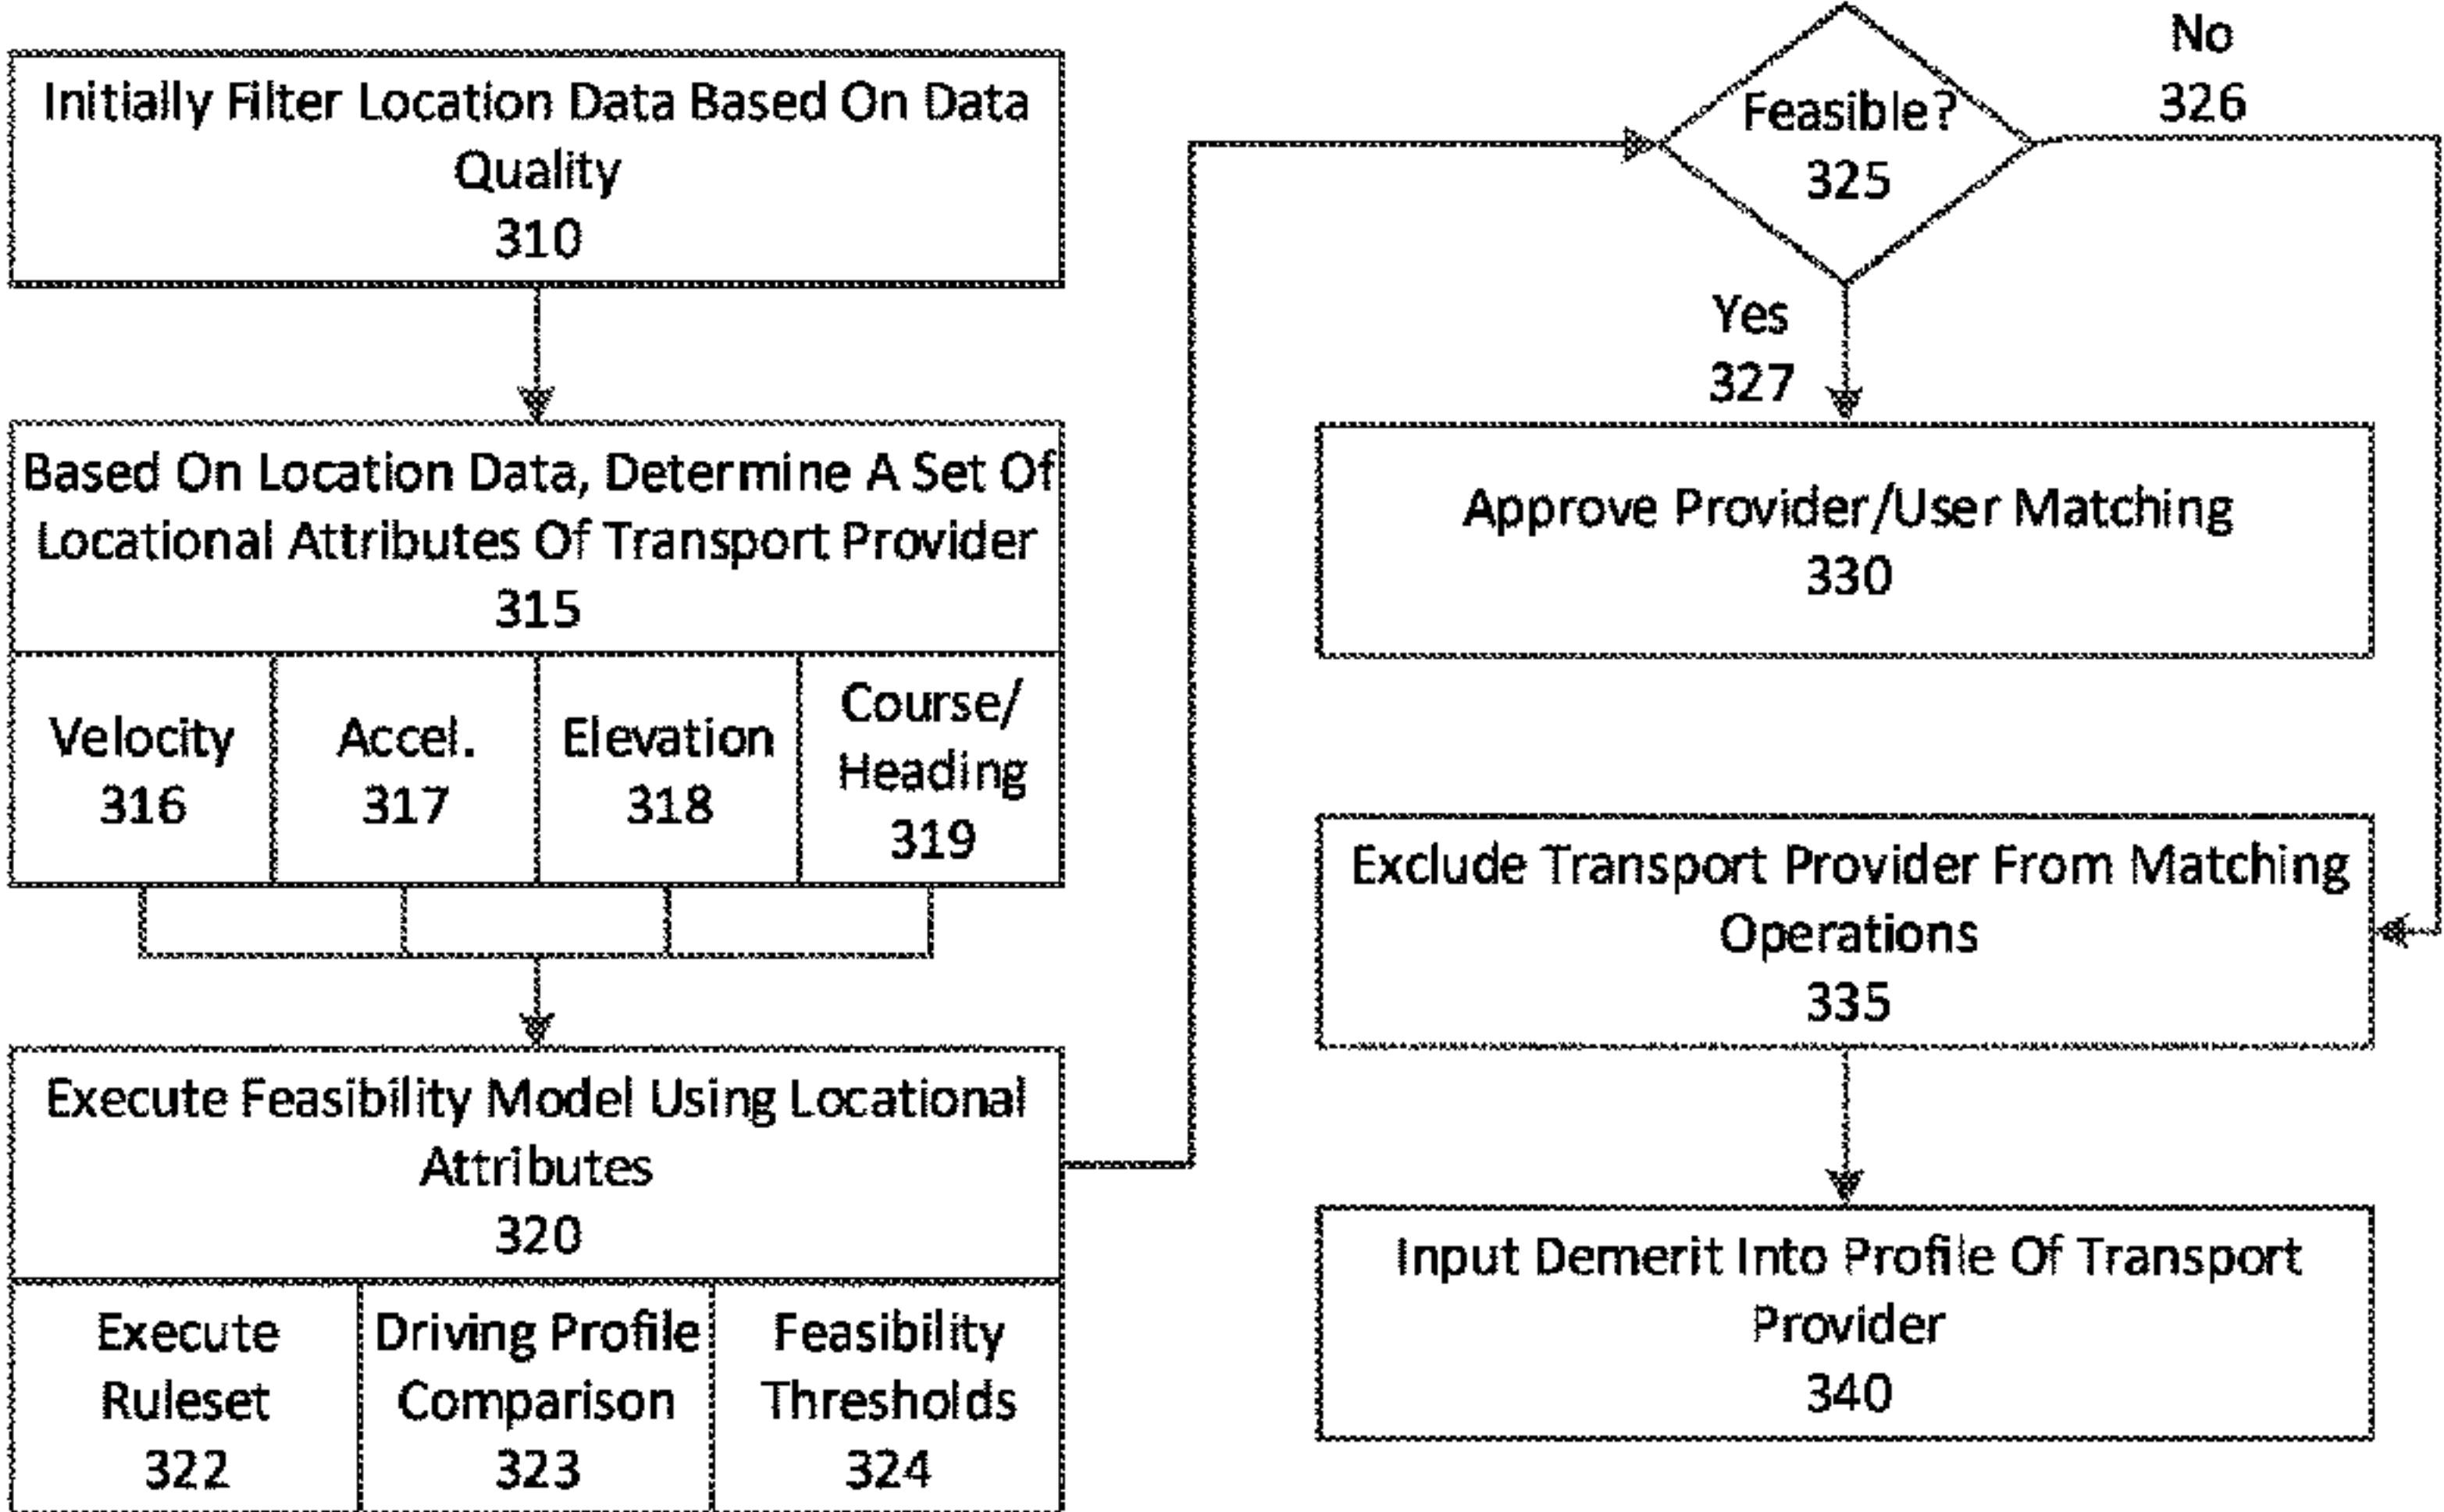 Initially Filter Location Data Based On Data
Quality
310
Based On Location Data, Determine A Set Of
Locational Attributes Of Transport Provider
315
Velocity
316
Accel.
317
Elevation
318
Course/
Heading
319
Execute Feasibility Model Using Locational
Attributes
320
Execute
Ruleset
322
Driving Profile
Comparison
323
Feasibility
Thresholds
324
Feasible?
325
No
326
Yes
327
Approve Provider/User Matching
330
Exclude Transport Provider From Matching
Operations
335
Input Demerit Into Profile Of Transport
Provider
340